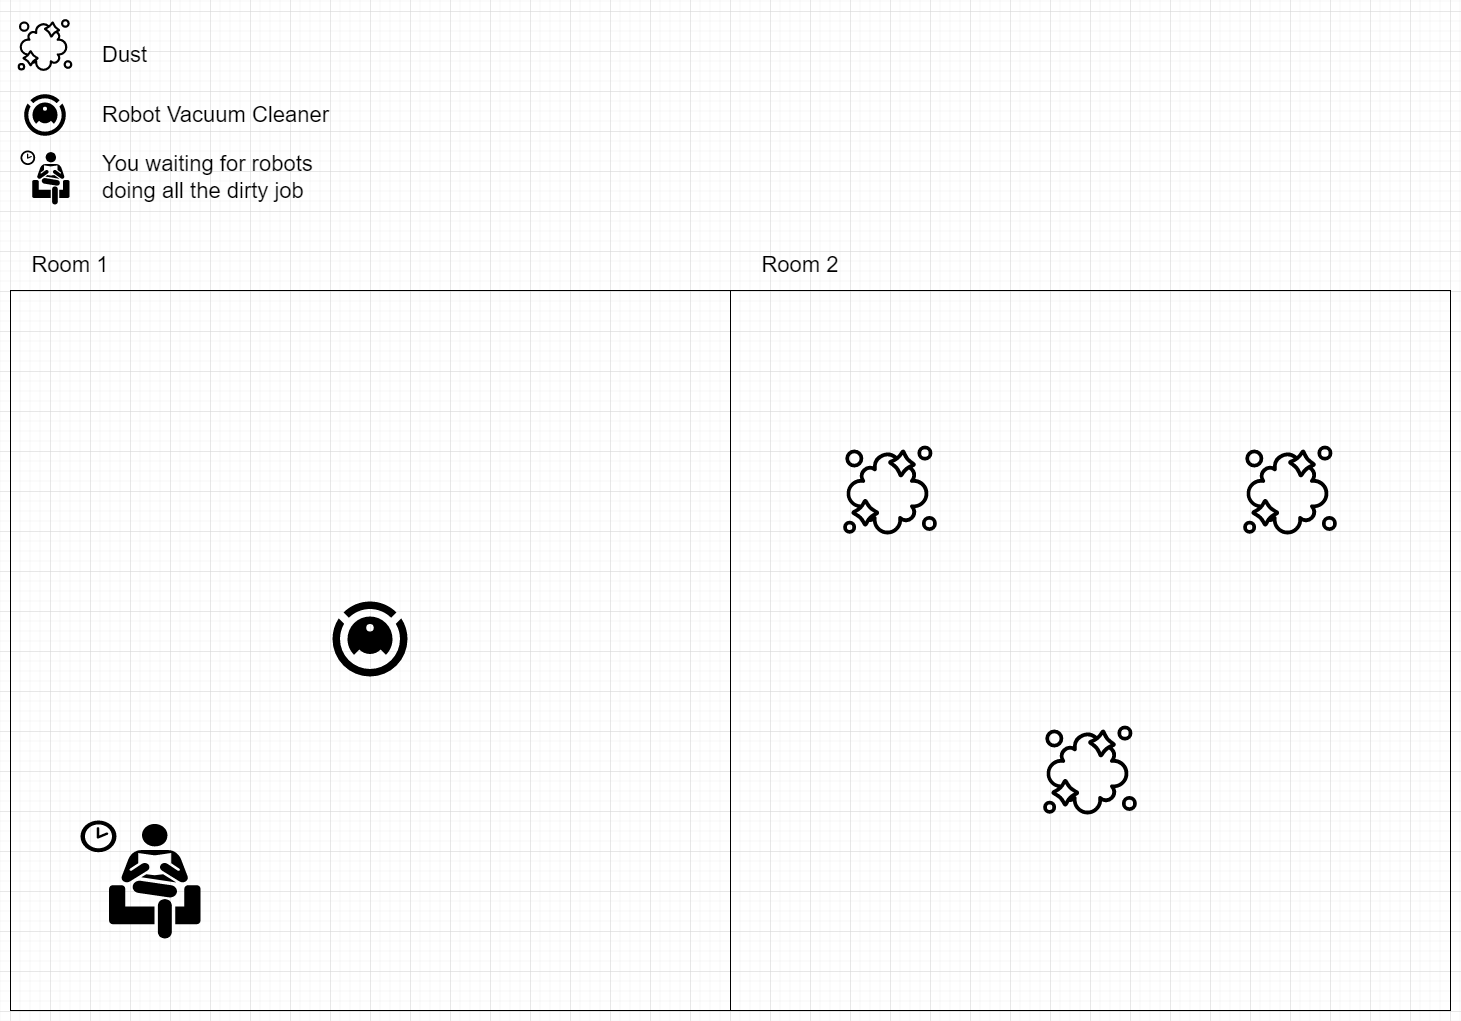 Dust
Robot Vacuum Cleaner
You waiting for robots
doing all the dirty job
Room 1
Room 2